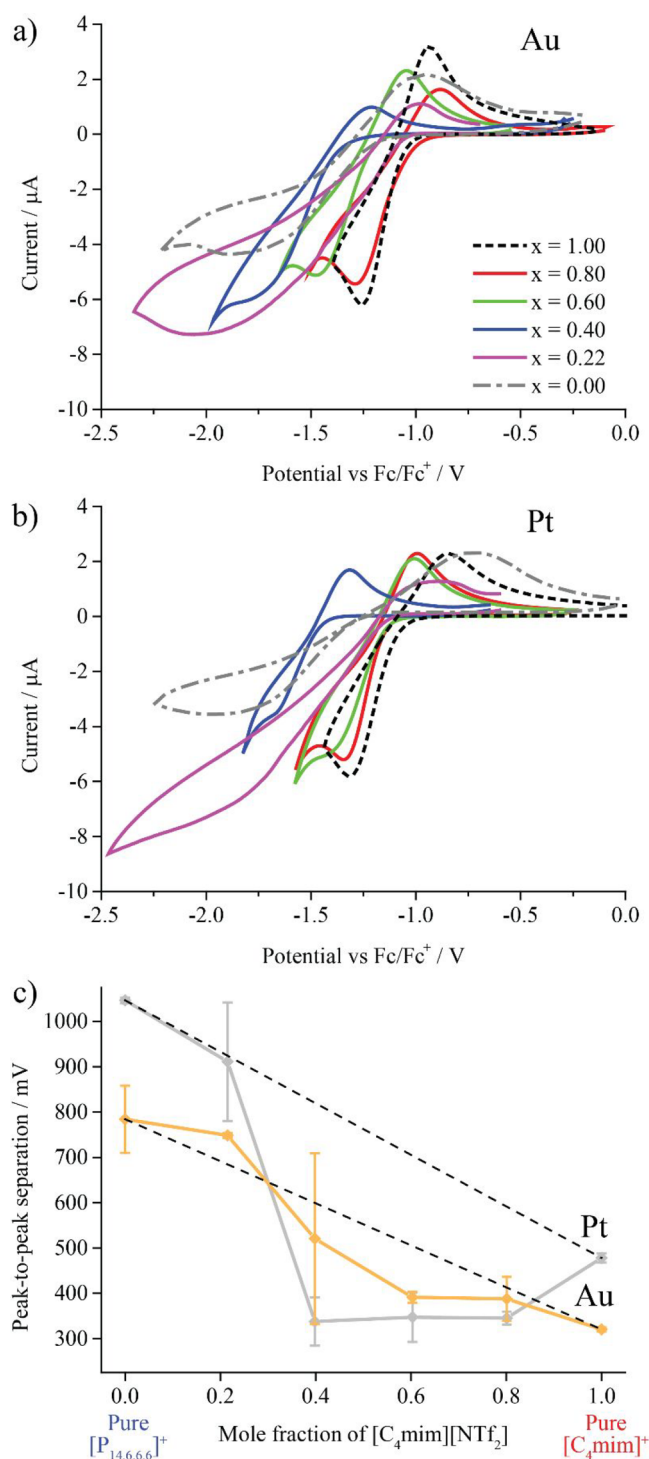 a)
Au
4
2
0
-2
-4
-6
-8
-10
Current / μA
x = 1.00
x = 0.80
x = 0.60
x = 0.40
x = 0.22
x = 0.00
-2.5 -2.0 -1.5 -1.0 -0.5 0.0
Potential vs Fc/Fc⁺ / V
b)
Pt
4
2
0
-2
-4
-6
-8
-10
Current / μA
-2.5 -2.0 -1.5 -1.0 -0.5 0.0
Potential vs Fc/Fc⁺ / V
c)
1000
900
800
700
600
500
400
300
Peak-to-peak separation / mV
Pt
Au
0.0 0.2 0.4 0.6 0.8 1.0
Pure Mole fraction of [C₄mim][NTf₂] Pure
[P₁₄,₆,₆,₆]⁺ [C₄mim]⁺